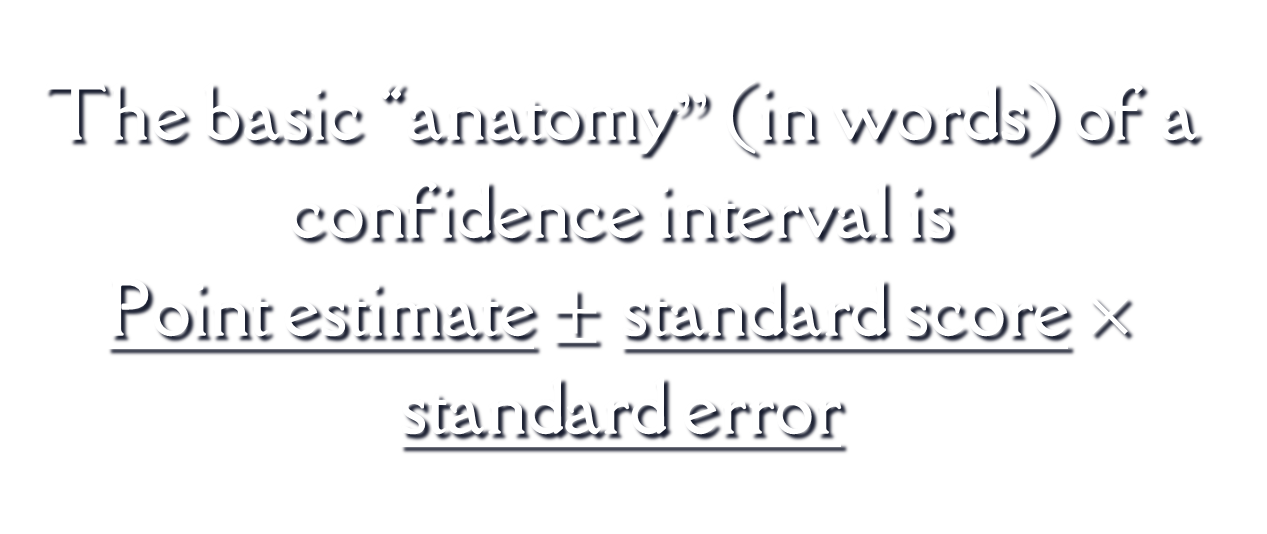 The basic “anatomy” (in words) of a
confidence interval is
Point estimate ± standard score ×
standard error